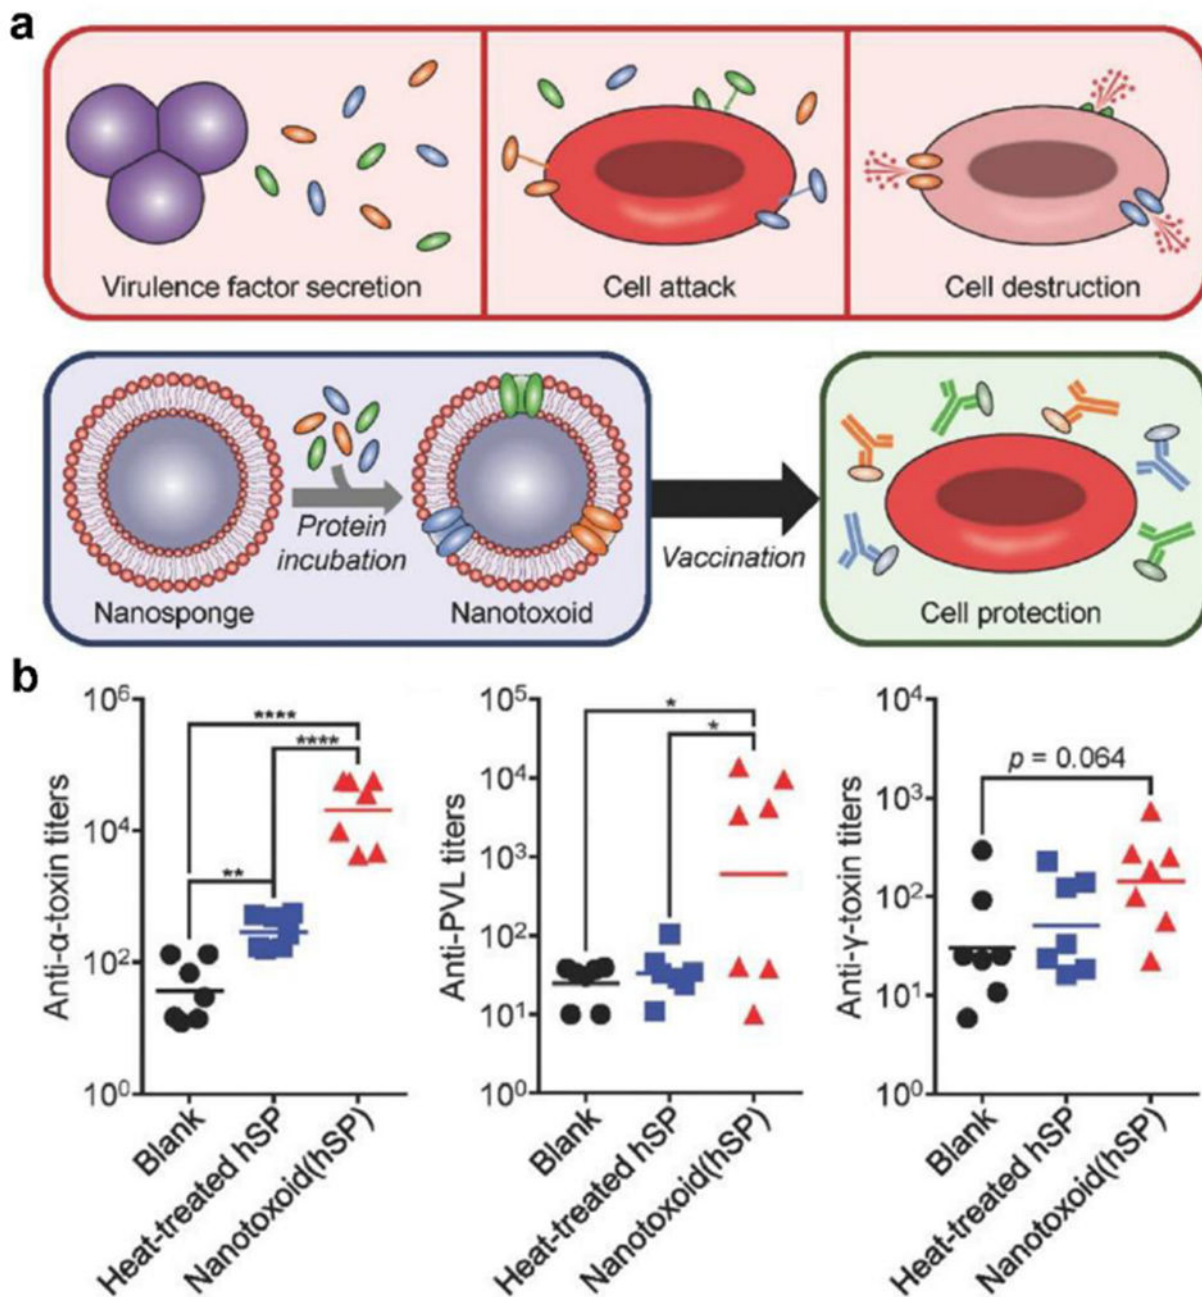 a
Virulence factor secretion
Cell attack
Cell destruction
Protein
incubation
Nanosponge
Nanotoxoid
Vaccination
Cell protection
b
Anti-α-toxin titers
10⁶
10⁴
10²
10⁰
****
****
**
Blank
Heat-treated hSP
Nanotoxoid(hSP)
Anti-PVL titers
10⁵
10⁴
10³
10²
10¹
10⁰
*
*
Blank
Heat-treated hSP
Nanotoxoid(hSP)
Anti-γ-toxin titers
10⁴
10³
10²
10¹
10⁰
p = 0.064
Blank
Heat-treated hSP
Nanotoxoid(hSP)